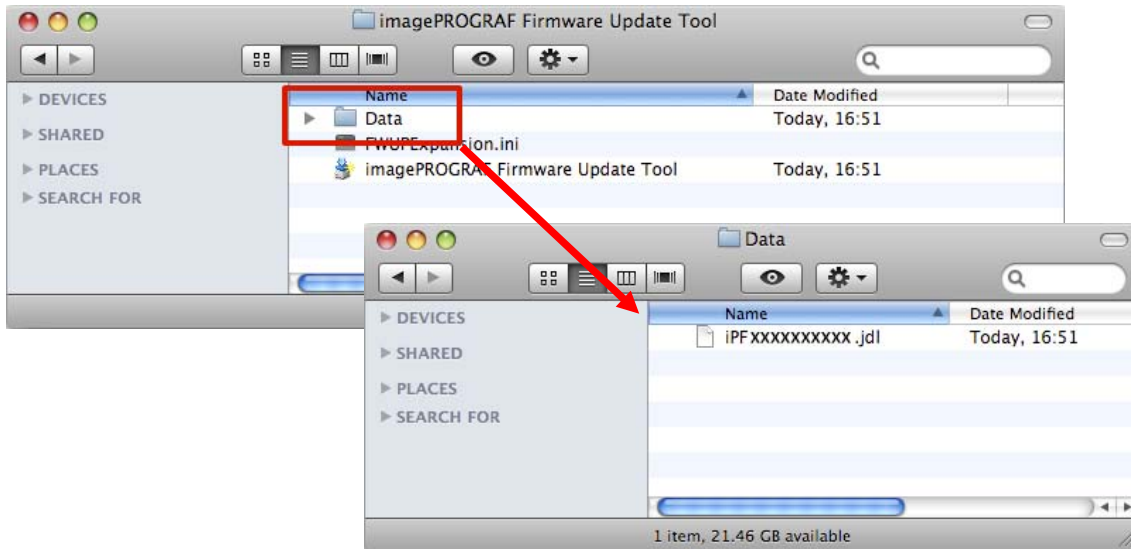 imagePROGRAF Firmware Update Tool
DEVICES
SHARED
PLACES
SEARCH FOR
Name Date Modified
Data Today, 16:51
FWUPExpansion.ini
imagePROGRAF Firmware Update Tool Today, 16:51
Data
DEVICES
SHARED
PLACES
SEARCH FOR
Name Date Modified
iPFXXXXXXXXXX.jdl Today, 16:51
1 item, 21.46 GB available